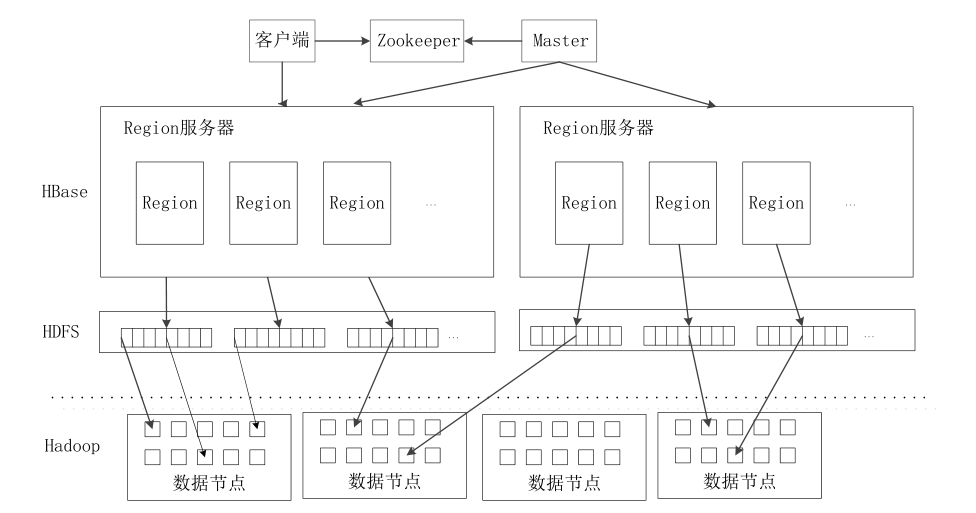 客户端
Zookeeper
Master
Region服务器
Region服务器
HBase
Region
Region
Region
...
Region
Region
Region
...
HDFS
...
...
Hadoop
数据节点
数据节点
数据节点
数据节点